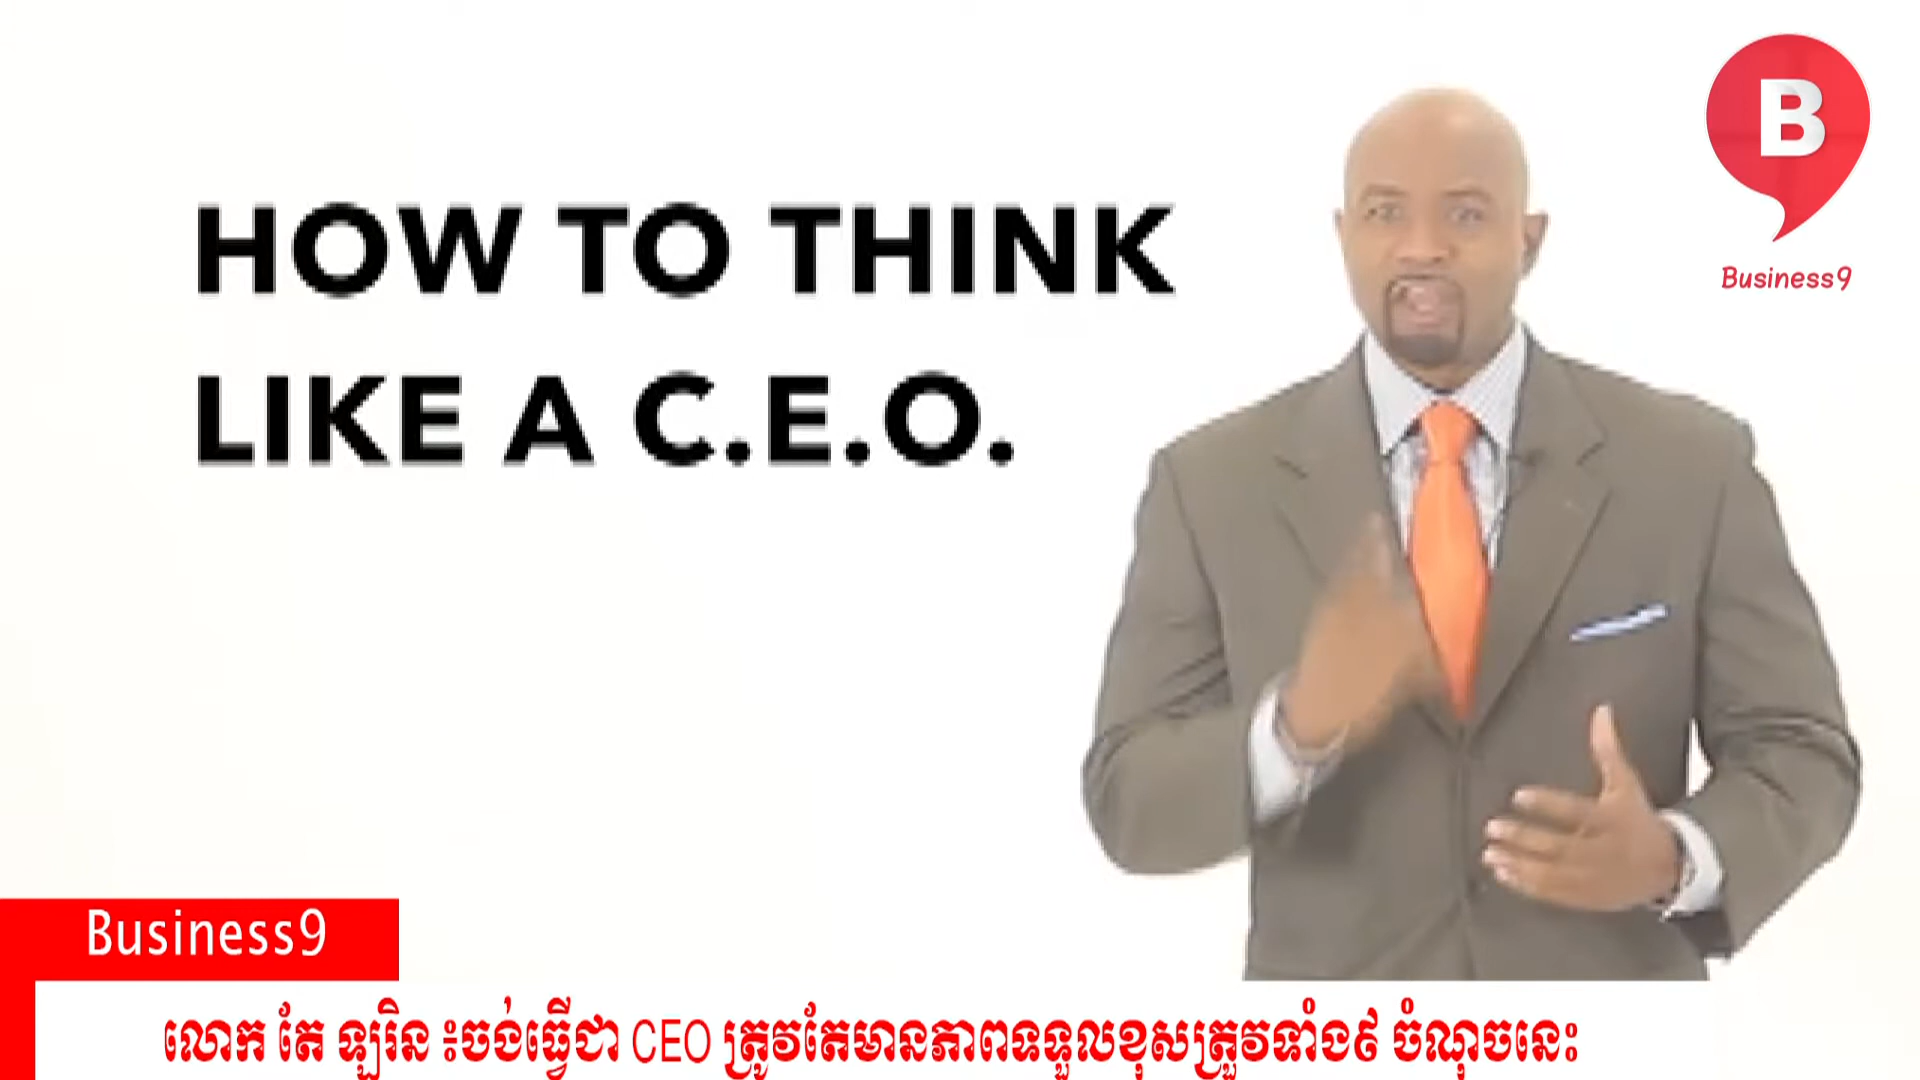 HOW TO THINK
LIKE A C.E.O.
B
Business9
Business9
លោក តែ ឡូរិន ៖ចង់ធ្វើជា CEO ត្រូវតែមានភាពទទួលខុសត្រូវទាំង៩ ចំណុចនេះ